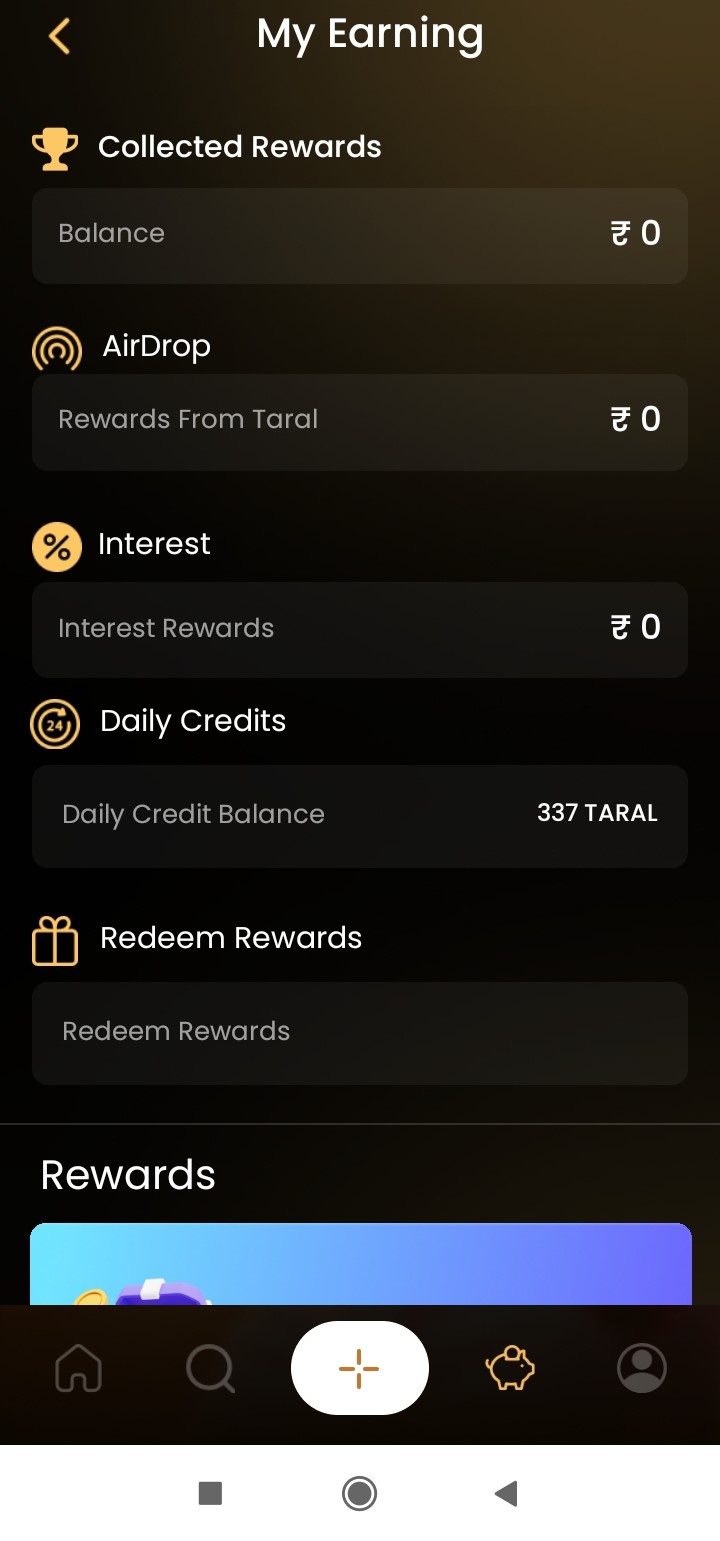 My Earning
Collected Rewards
Balance ₹ 0
AirDrop
Rewards From Taral ₹ 0
% Interest
Interest Rewards ₹ 0
24 Daily Credits
Daily Credit Balance 337 TARAL
Redeem Rewards
Redeem Rewards
Rewards